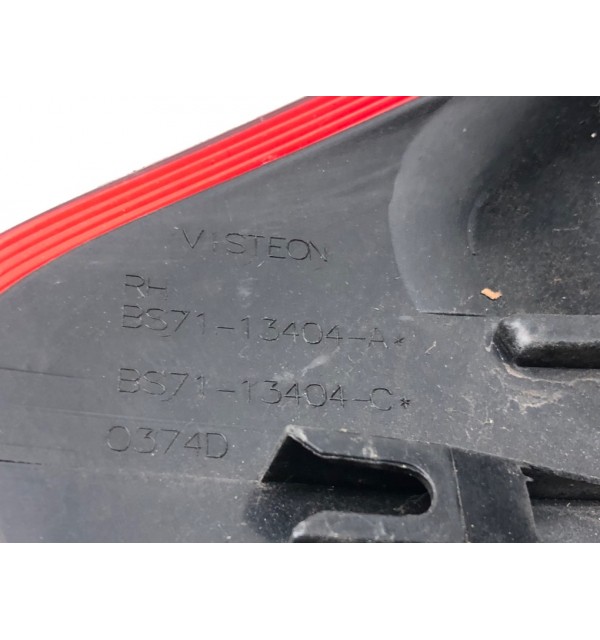 VISTEON
RH
BS71-13404-A*
BS71-13404-C*
0374D